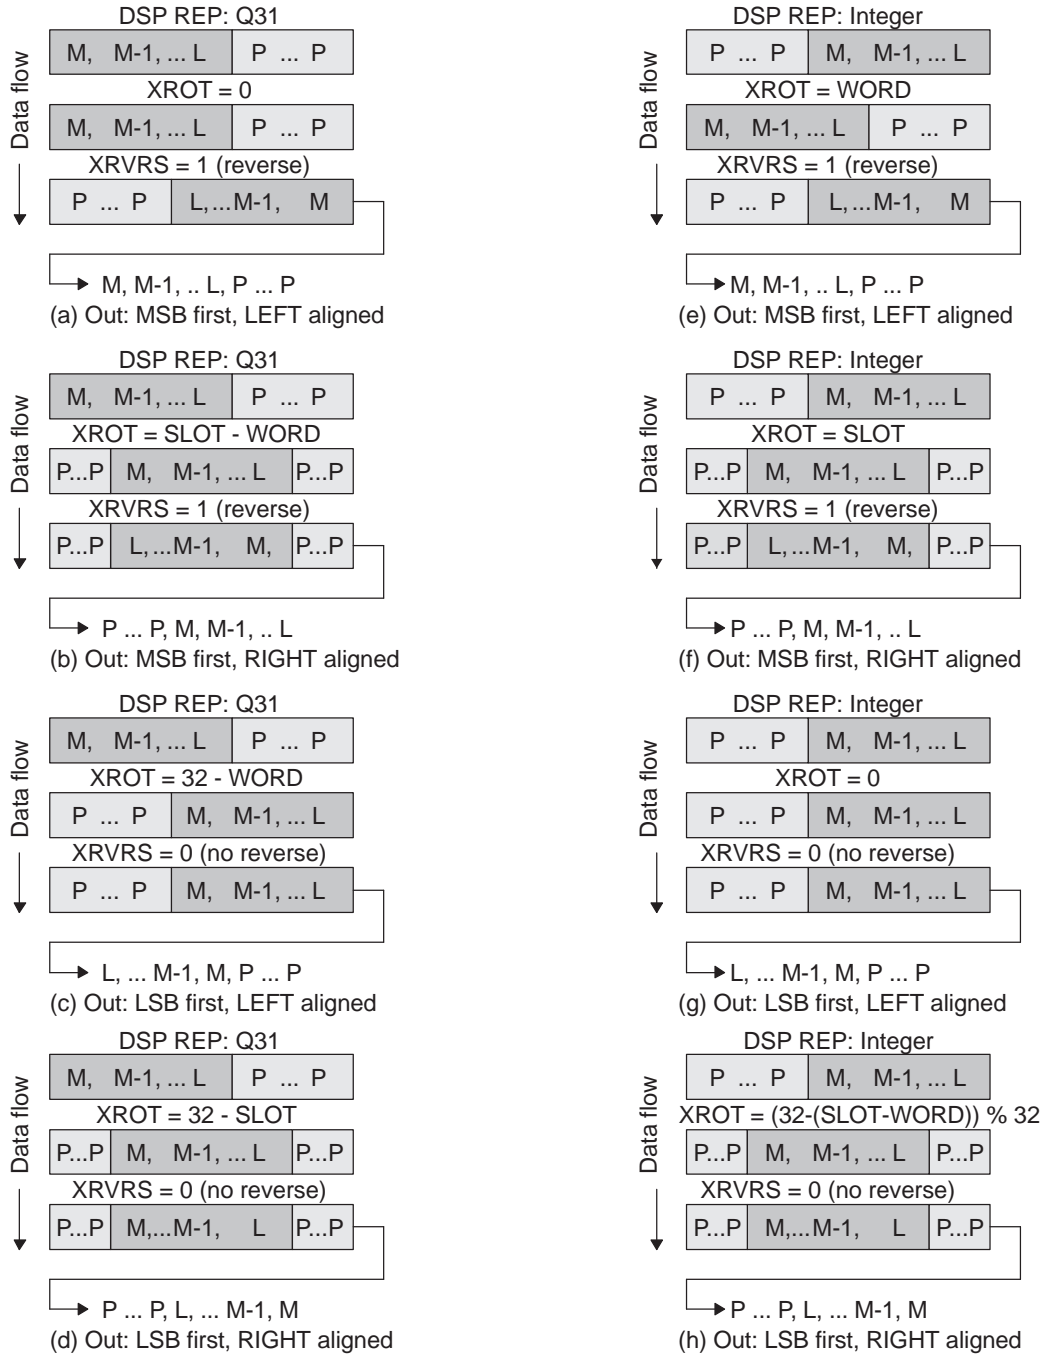 DSP REP: Q31
Data flow
M, M-1, ... L P ... P
XROT = 0
M, M-1, ... L P ... P
XRVRS = 1 (reverse)
P ... P L,...M-1, M
M, M-1, .. L, P ... P
(a) Out: MSB first, LEFT aligned
DSP REP: Q31
Data flow
M, M-1, ... L P ... P
XROT = SLOT - WORD
P...P M, M-1, ... L P...P
XRVRS = 1 (reverse)
P...P L,...M-1, M, P...P
P ... P, M, M-1, .. L
(b) Out: MSB first, RIGHT aligned
DSP REP: Q31
Data flow
M, M-1, ... L P ... P
XROT = 32 - WORD
P ... P M, M-1, ... L
XRVRS = 0 (no reverse)
P ... P M, M-1, ... L
L, ... M-1, M, P ... P
(c) Out: LSB first, LEFT aligned
DSP REP: Q31
Data flow
M, M-1, ... L P ... P
XROT = 32 - SLOT
P...P M, M-1, ... L P...P
XRVRS = 0 (no reverse)
P...P M,...M-1, L P...P
P ... P, L, ... M-1, M
(d) Out: LSB first, RIGHT aligned
DSP REP: Integer
Data flow
P ... P M, M-1, ... L
XROT = WORD
M, M-1, ... L P ... P
XRVRS = 1 (reverse)
P ... P L,...M-1, M
M, M-1, .. L, P ... P
(e) Out: MSB first, LEFT aligned
DSP REP: Integer
Data flow
P ... P M, M-1, ... L
XROT = SLOT
P...P M, M-1, ... L P...P
XRVRS = 1 (reverse)
P...P L,...M-1, M, P...P
P ... P, M, M-1, .. L
(f) Out: MSB first, RIGHT aligned
DSP REP: Integer
Data flow
P ... P M, M-1, ... L
XROT = 0
P ... P M, M-1, ... L
XRVRS = 0 (no reverse)
P ... P M, M-1, ... L
L, ... M-1, M, P ... P
(g) Out: LSB first, LEFT aligned
DSP REP: Integer
Data flow
P ... P M, M-1, ... L
XROT = (32-(SLOT-WORD)) % 32
P...P M, M-1, ... L P...P
XRVRS = 0 (no reverse)
P...P M,...M-1, L P...P
P ... P, L, ... M-1, M
(h) Out: LSB first, RIGHT aligned